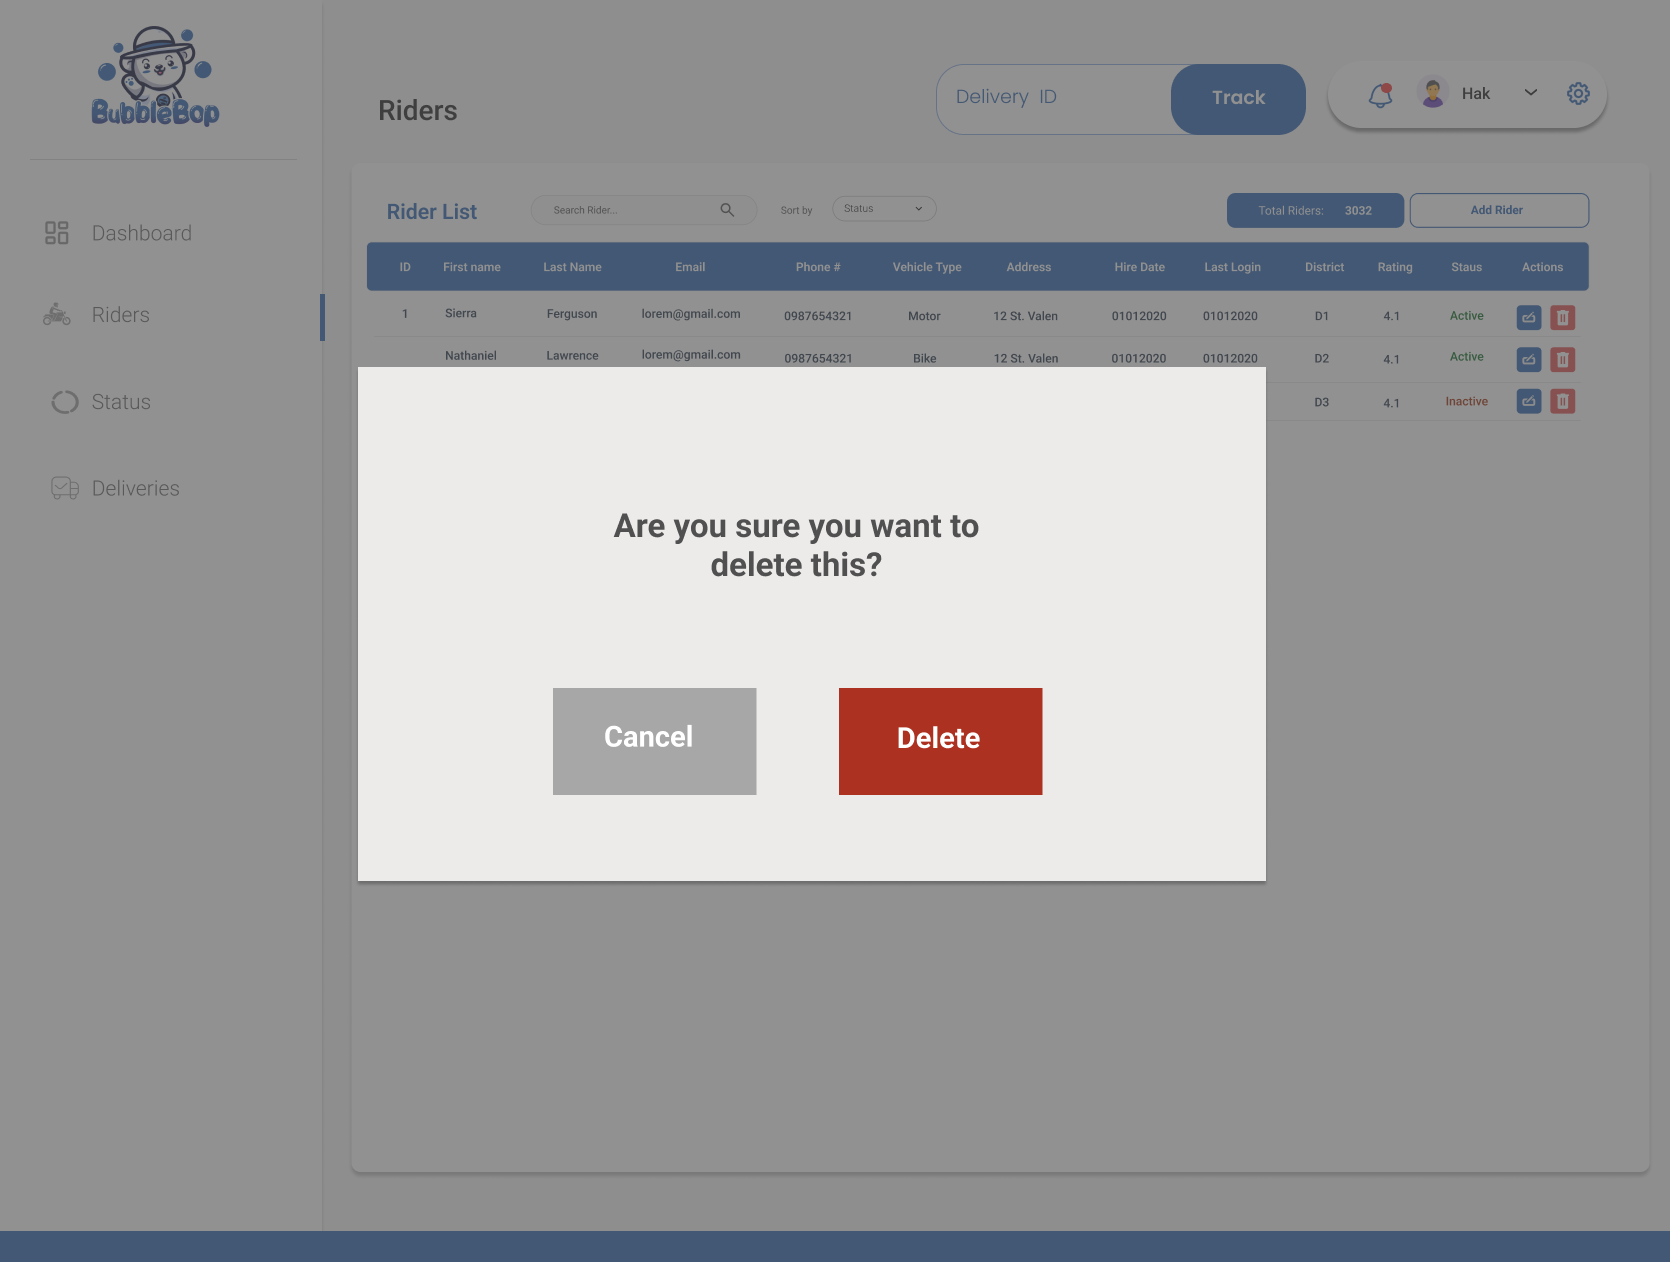 BubbleBop
Riders
Delivery ID
Track
Hak
Dashboard
Riders
Status
Deliveries
Rider List
Search Rider...
Sort by
Status
Total Riders: 3032
Add Rider
ID First name Last Name Email Phone # Vehicle Type Address Hire Date Last Login District Rating Staus Actions
1 Sierra Ferguson lorem@gmail.com 0987654321 Motor 12 St. Valen 01012020 01012020 D1 4.1 Active
Nathaniel Lawrence lorem@gmail.com 0987654321 Bike 12 St. Valen 01012020 01012020 D2 4.1 Active
D3 4.1 Inactive
Are you sure you want to
delete this?
Cancel
Delete